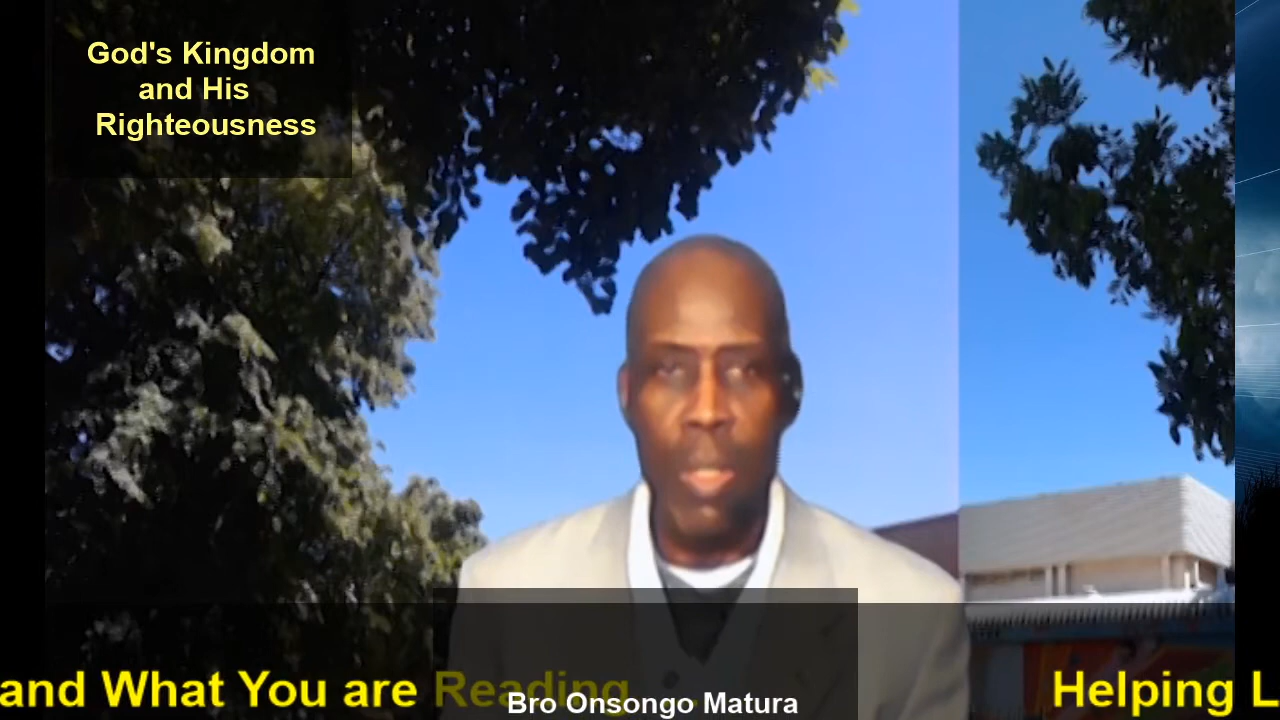 God's Kingdom
and His
Righteousness
and What You are Reading
Helping L
Bro Onsongo Matura